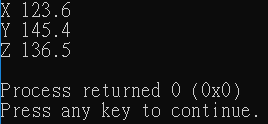 X 123.6
Y 145.4
Z 136.5
Process returned 0 (0x0)
Press any key to continue.